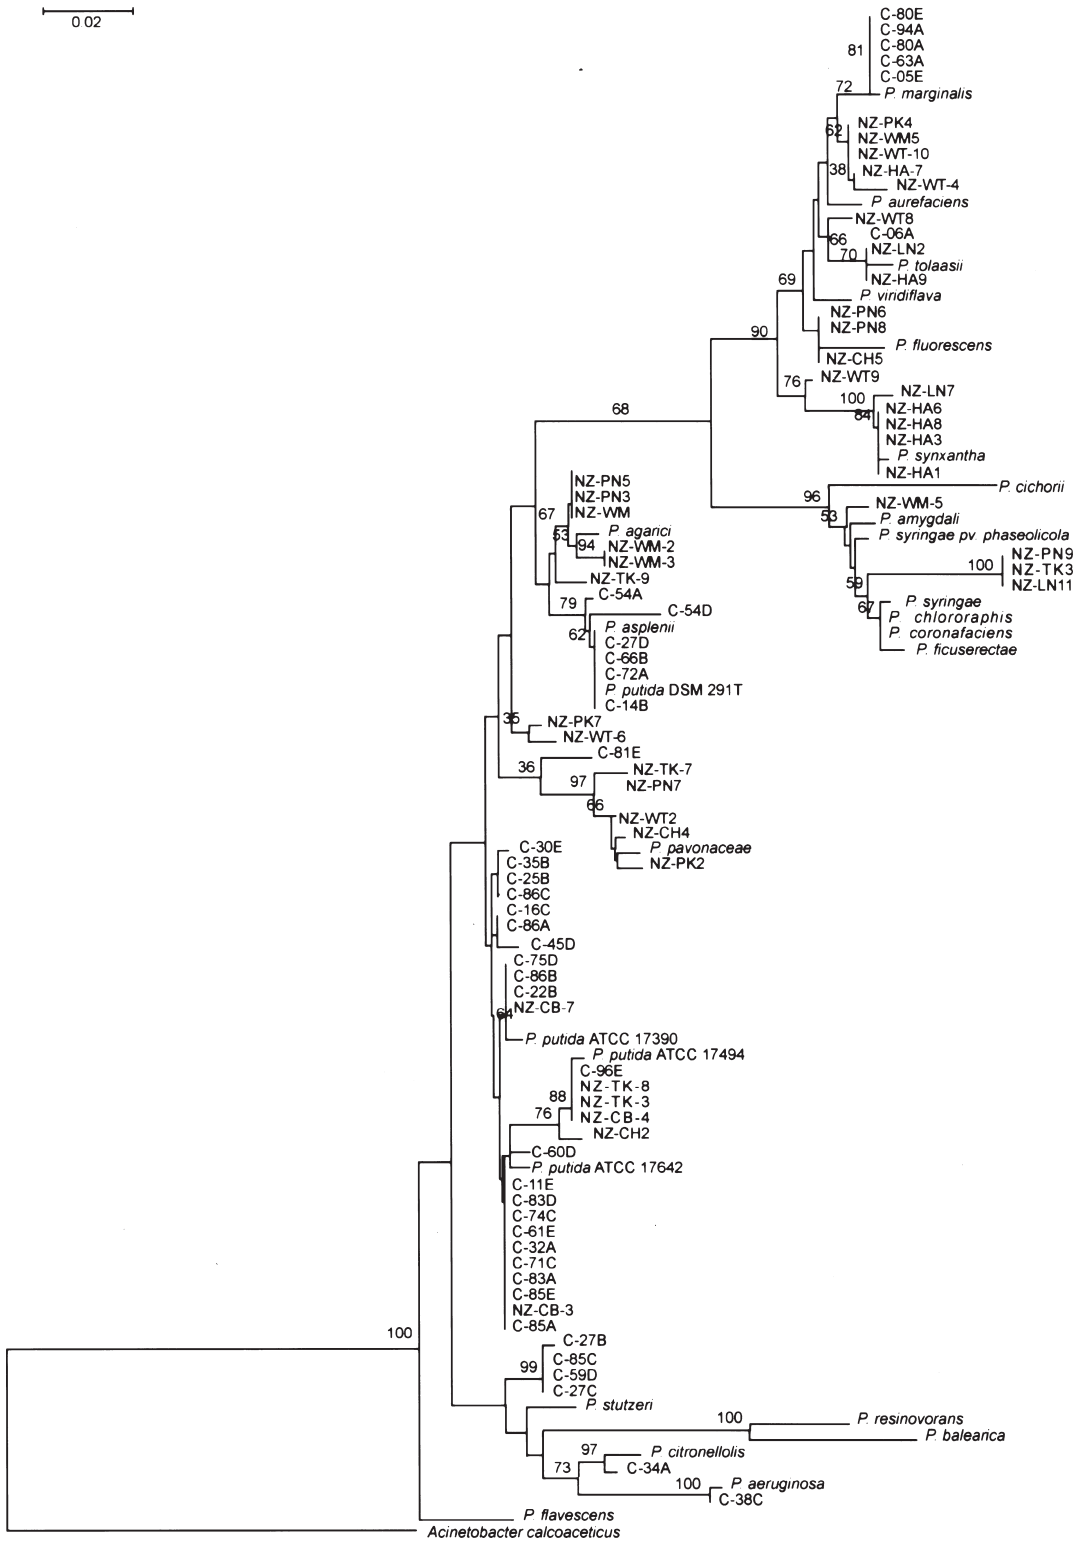 0.02
C-80E
C-94A
C-80A
81
C-63A
C-05E
72
P. marginalis
NZ-PK4
62
NZ-WM5
NZ-WT-10
38
NZ-HA-7
NZ-WT-4
P. aurefaciens
NZ-WT8
C-06A
66
NZ-LN2
70
P. tolaasii
NZ-HA9
69
P. viridiflava
NZ-PN6
NZ-PN8
90
P. fluorescens
NZ-CH5
NZ-WT9
76
NZ-LN7
100
NZ-HA6
84
68
NZ-HA8
NZ-HA3
P. synxantha
NZ-HA1
NZ-PN5
P. cichorii
96
NZ-PN3
NZ-WM-5
67
NZ-WM
53
P. amygdali
53
P. agarici
P. syringae pv. phaseolicola
94
NZ-WM-2
NZ-PN9
NZ-WM-3
100
NZ-TK3
NZ-TK-9
59
NZ-LN11
C-54A
79
P. syringae
67
C-54D
P. chlororaphis
P. asplenii
62
P. coronafaciens
C-27D
P. ficuserectae
C-66B
C-72A
P. putida DSM 291T
C-14B
35
NZ-PK7
NZ-WT-6
C-81E
36
NZ-TK-7
97
NZ-PN7
66
NZ-WT2
NZ-CH4
C-30E
P. pavonaceae
C-35B
NZ-PK2
C-25B
C-86C
C-16C
C-86A
C-45D
C-75D
C-86B
C-22B
NZ-CB-7
64
P. putida ATCC 17390
P. putida ATCC 17494
C-96E
NZ-TK-8
88
NZ-TK-3
76
NZ-CB-4
NZ-CH2
C-60D
P. putida ATCC 17642
C-11E
C-83D
C-74C
C-61E
C-32A
C-71C
C-83A
C-85E
NZ-CB-3
C-85A
100
C-27B
C-85C
99
C-59D
C-27C
P. stutzeri
100
P. resinovorans
P. balearica
97
P. citronellolis
73
C-34A
100
P. aeruginosa
C-38C
P. flavescens
Acinetobacter calcoaceticus